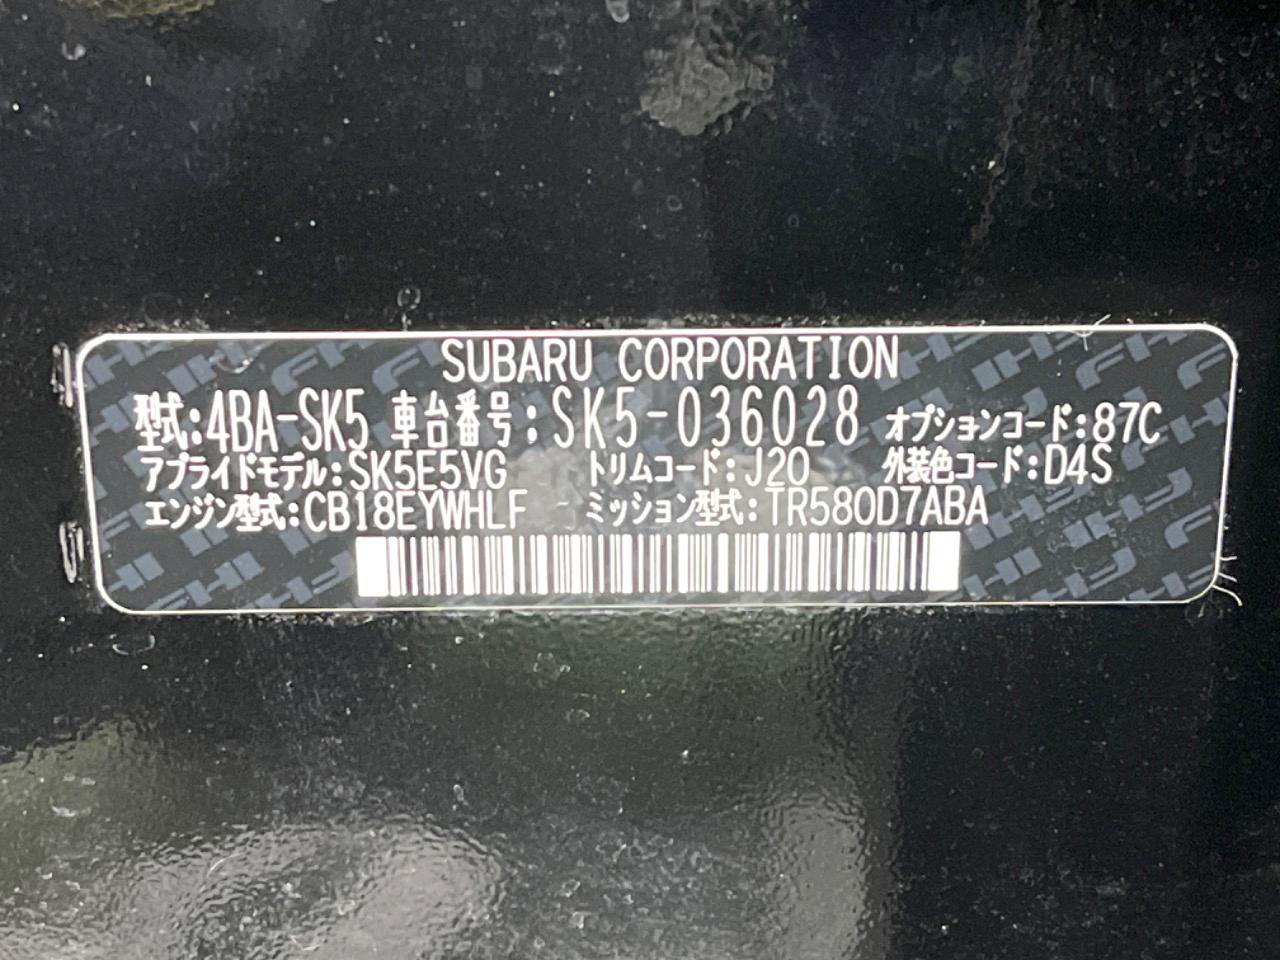 SUBARU CORPORATION
型式:4BA-SK5 車台番号:SK5-036028 オプションコード:87C
アプライドモデル:SK5E5VG トリムコード:J20 外装色コード:D4S
エンジン型式:CB18EYWHLF ミッション型式:TR580D7ABA